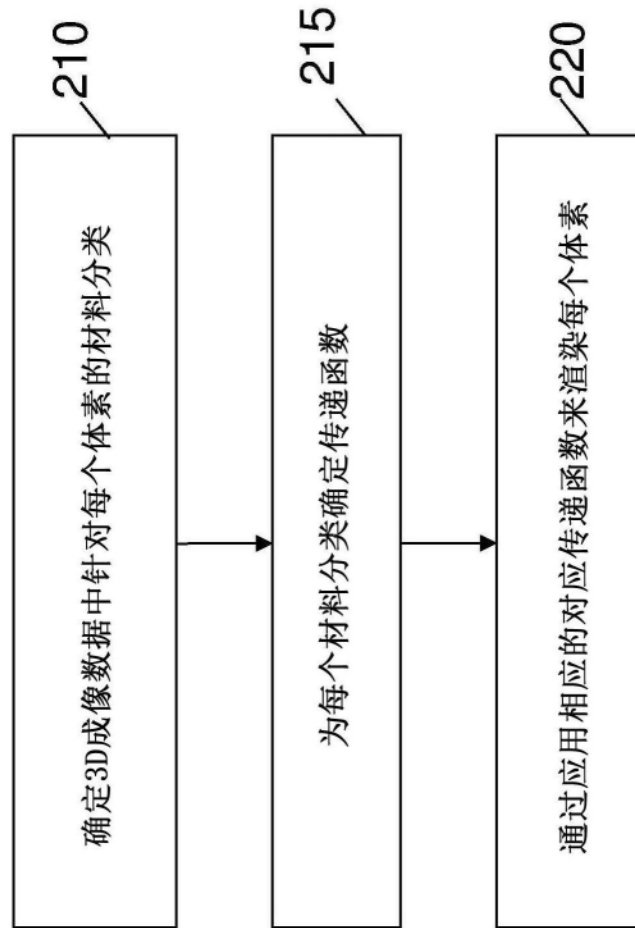 210
确定3D成像数据中针对每个体素的材料分类
215
为每个材料分类确定传递函数
220
通过应用相应的对应传递函数来渲染每个体素